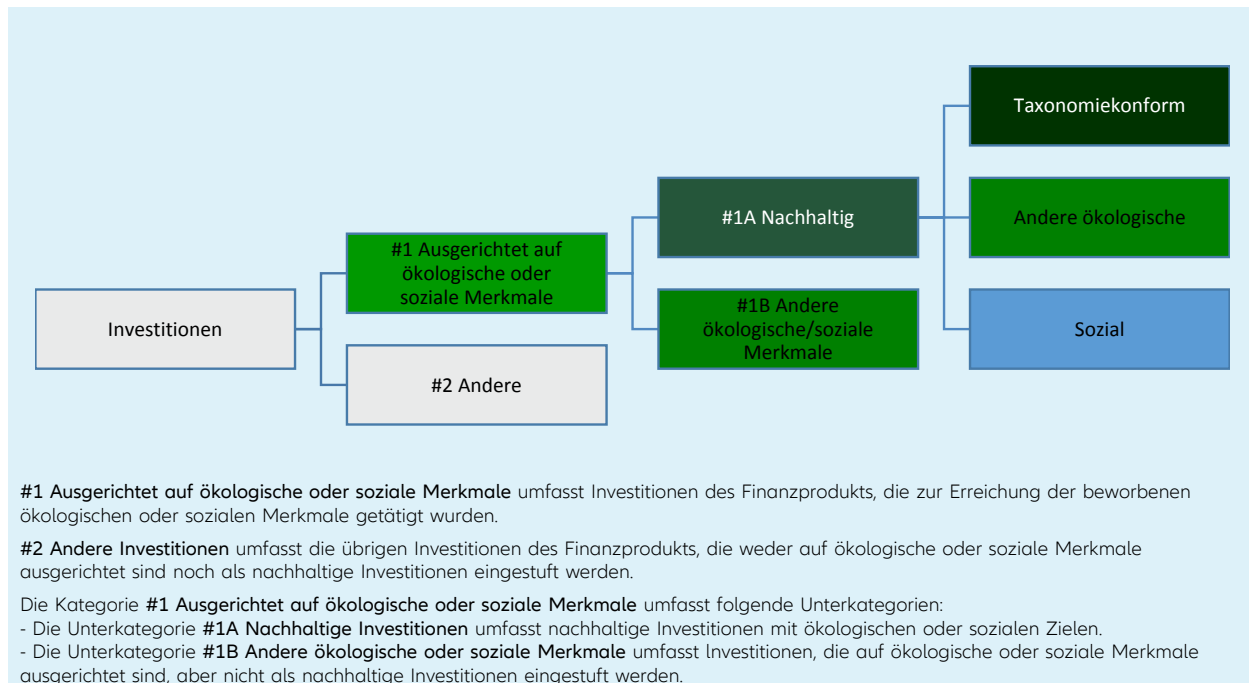 Taxonomiekonform
#1A Nachhaltig
Andere ökologische
#1 Ausgerichtet auf
ökologische oder
soziale Merkmale
#1B Andere
ökologische/soziale
Merkmale
Investitionen
Sozial
#2 Andere
#1 Ausgerichtet auf ökologische oder soziale Merkmale umfasst Investitionen des Finanzprodukts, die zur Erreichung der beworbenen
ökologischen oder sozialen Merkmale getätigt wurden.
#2 Andere Investitionen umfasst die übrigen Investitionen des Finanzprodukts, die weder auf ökologische oder soziale Merkmale
ausgerichtet sind noch als nachhaltige Investitionen eingestuft werden.
Die Kategorie #1 Ausgerichtet auf ökologische oder soziale Merkmale umfasst folgende Unterkategorien:
- Die Unterkategorie #1A Nachhaltige Investitionen umfasst nachhaltige Investitionen mit ökologischen oder sozialen Zielen.
- Die Unterkategorie #1B Andere ökologische oder soziale Merkmale umfasst Investitionen, die auf ökologische oder soziale Merkmale
ausgerichtet sind, aber nicht als nachhaltige Investitionen eingestuft werden.